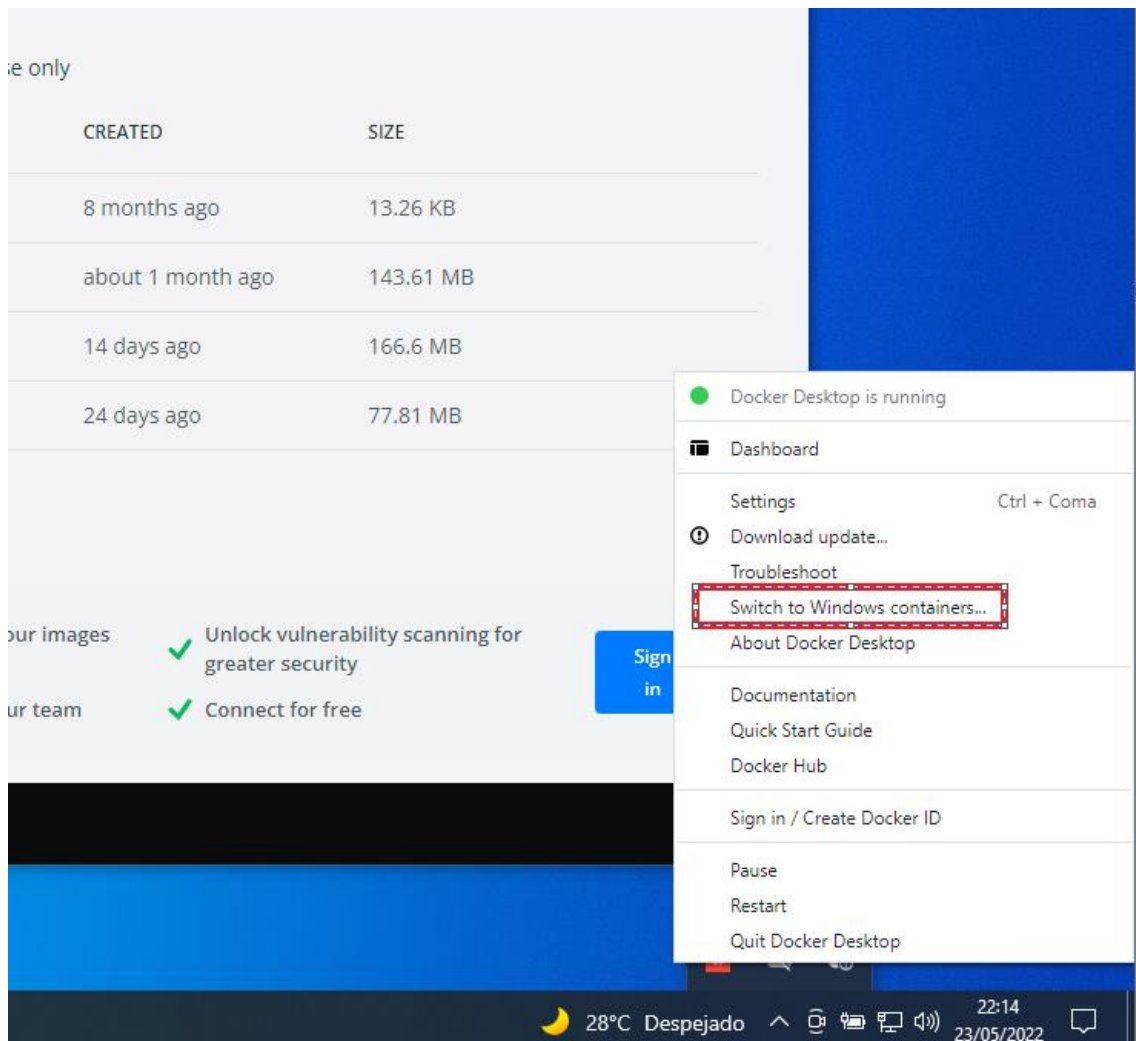 se only
CREATED SIZE
8 months ago 13.26 KB
about 1 month ago 143.61 MB
14 days ago 166.6 MB
24 days ago 77.81 MB
our images
ur team
Unlock vulnerability scanning for
greater security
Connect for free
Sign
in
Docker Desktop is running
Dashboard
Settings Ctrl + Coma
Download update...
Troubleshoot
Switch to Windows containers...
About Docker Desktop
Documentation
Quick Start Guide
Docker Hub
Sign in / Create Docker ID
Pause
Restart
Quit Docker Desktop
28°C Despejado
22:14
23/05/2022